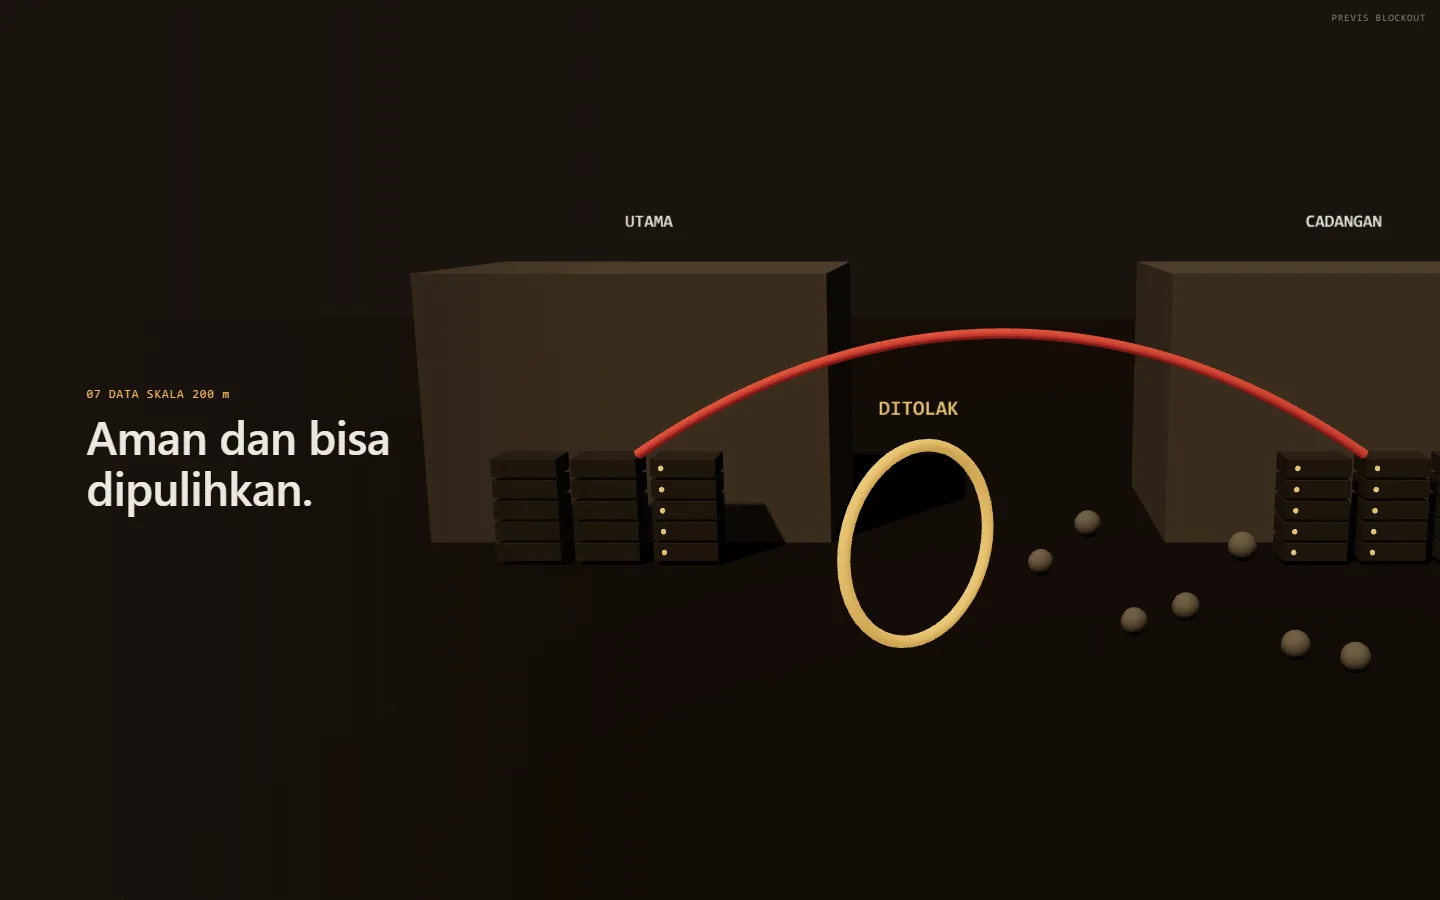 PREVIS BLOCKOUT
UTAMA
CADANGAN
DITOLAK
07 DATA SKALA 200 m
Aman dan bisa
dipulihkan.